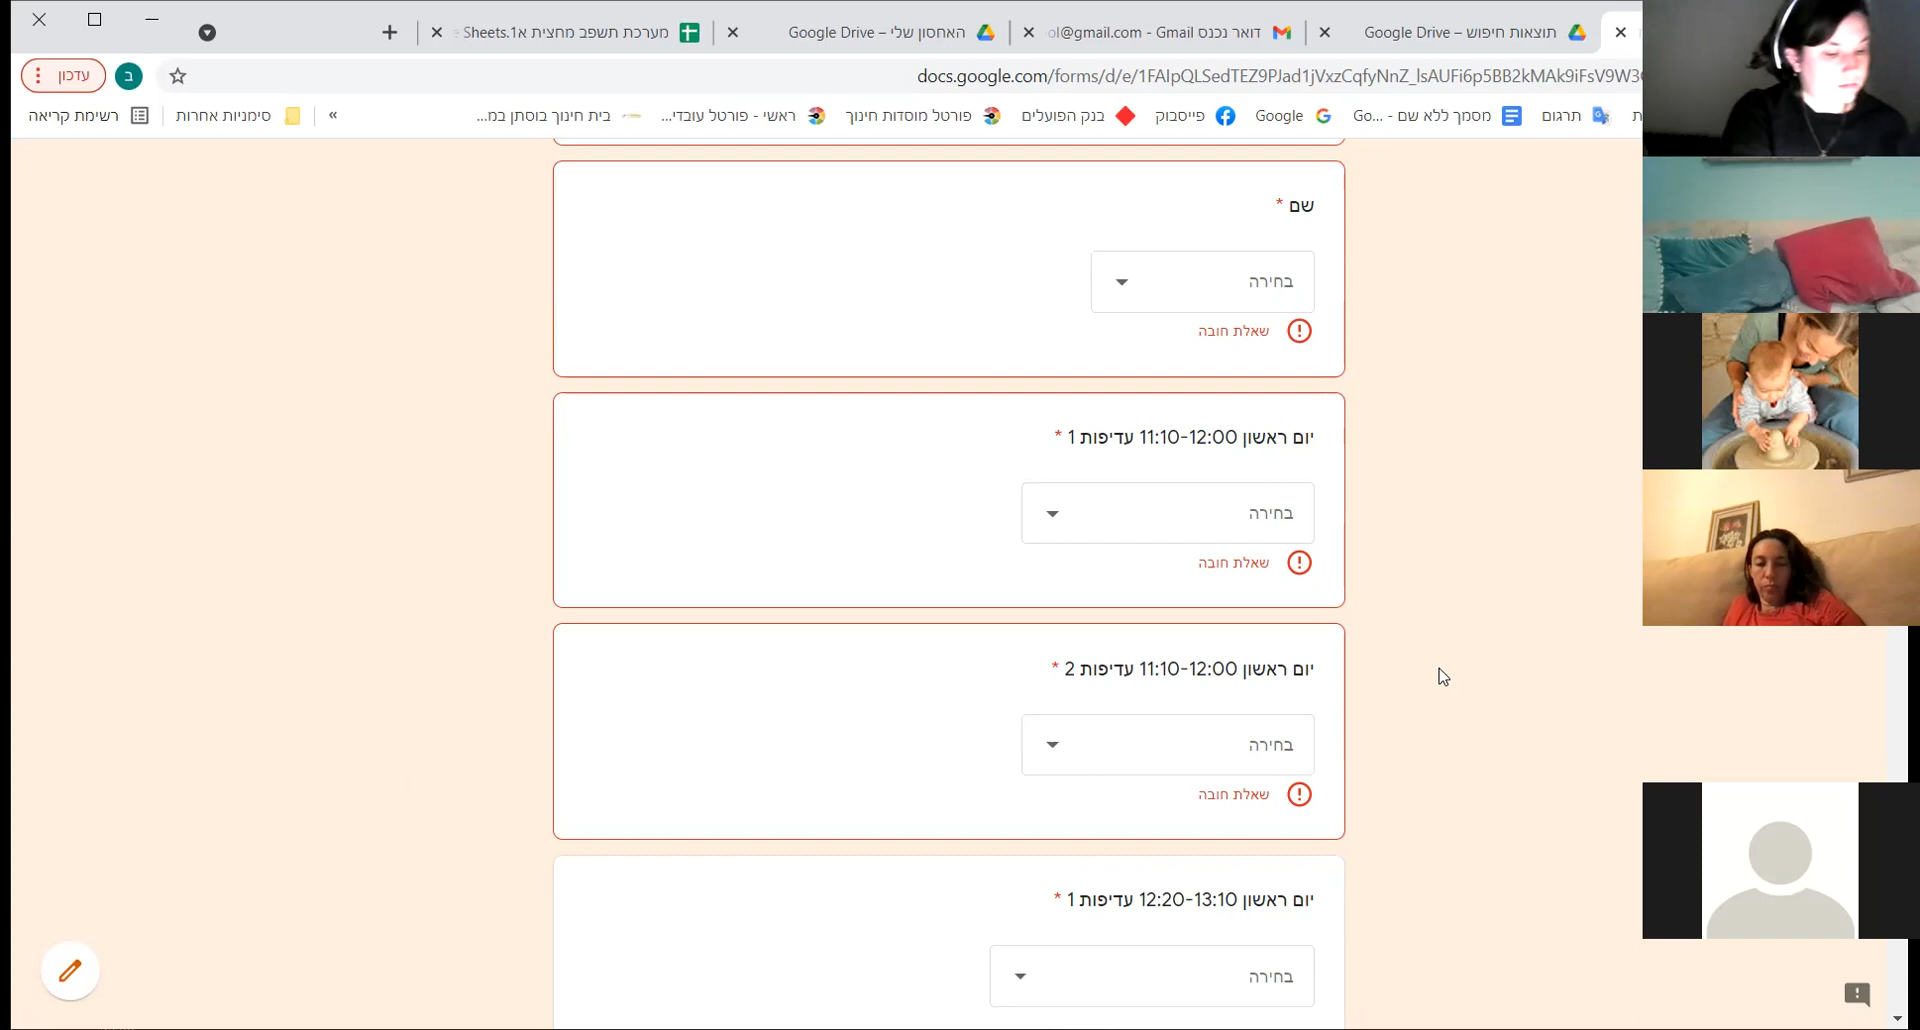 תוצאות חיפוש – Google Drive
ol@gmail.com - Gmail דואר נכנס
האחסון שלי – Google Drive
מערכת תשפב מחצית א1. Sheets
עדכון
ב
docs.google.com/forms/d/e/1FAIpQLSedTEZ9PJad1jVxzCqfyNnZ_lsAUFi6p5BB2kMAk9iFsV9W3
תרגום
מסמך ללא שם - Go...
Google
פייסבוק
בנק הפועלים
פורטל מוסדות חינוך
ראשי - פורטל עובדי...
בית חינוך בוסתן במ...
»
סימניות אחרות
רשימת קריאה
שם *
בחירה
שאלת חובה
יום ראשון 11:10-12:00 עדיפות 1 *
בחירה
שאלת חובה
יום ראשון 11:10-12:00 עדיפות 2 *
בחירה
שאלת חובה
יום ראשון 12:20-13:10 עדיפות 1 *
בחירה